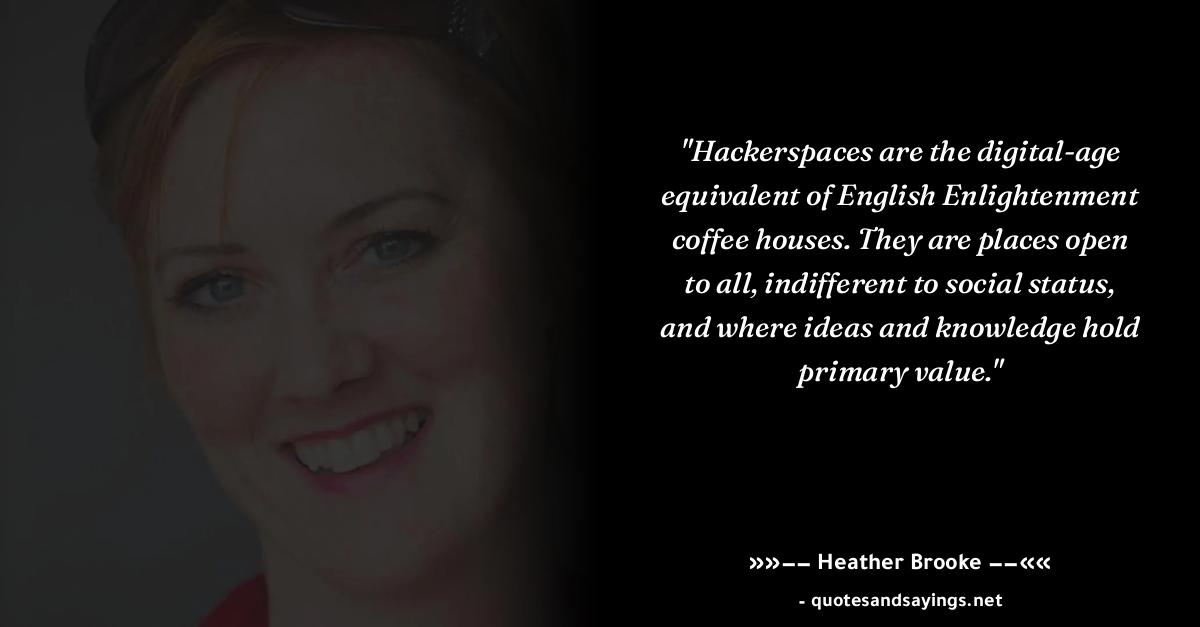 "Hackerspaces are the digital-age
equivalent of English Enlightenment
coffee houses. They are places open
to all, indifferent to social status,
and where ideas and knowledge hold
primary value."
»»–– Heather Brooke ––««
- quotesandsayings.net